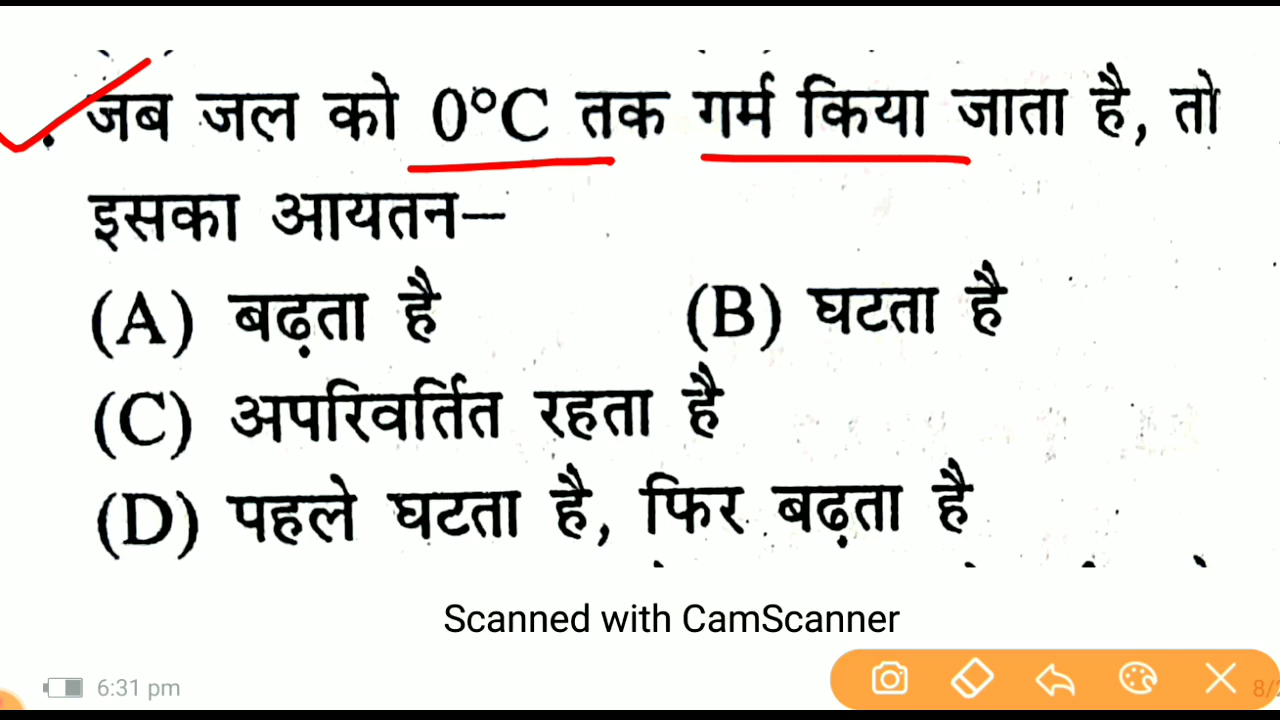 जब जल को 0°C तक गर्म किया जाता है, तो
इसका आयतन–
(A) बढ़ता है (B) घटता है
(C) अपरिवर्तित रहता है
(D) पहले घटता है, फिर बढ़ता है
Scanned with CamScanner
6:31 pm